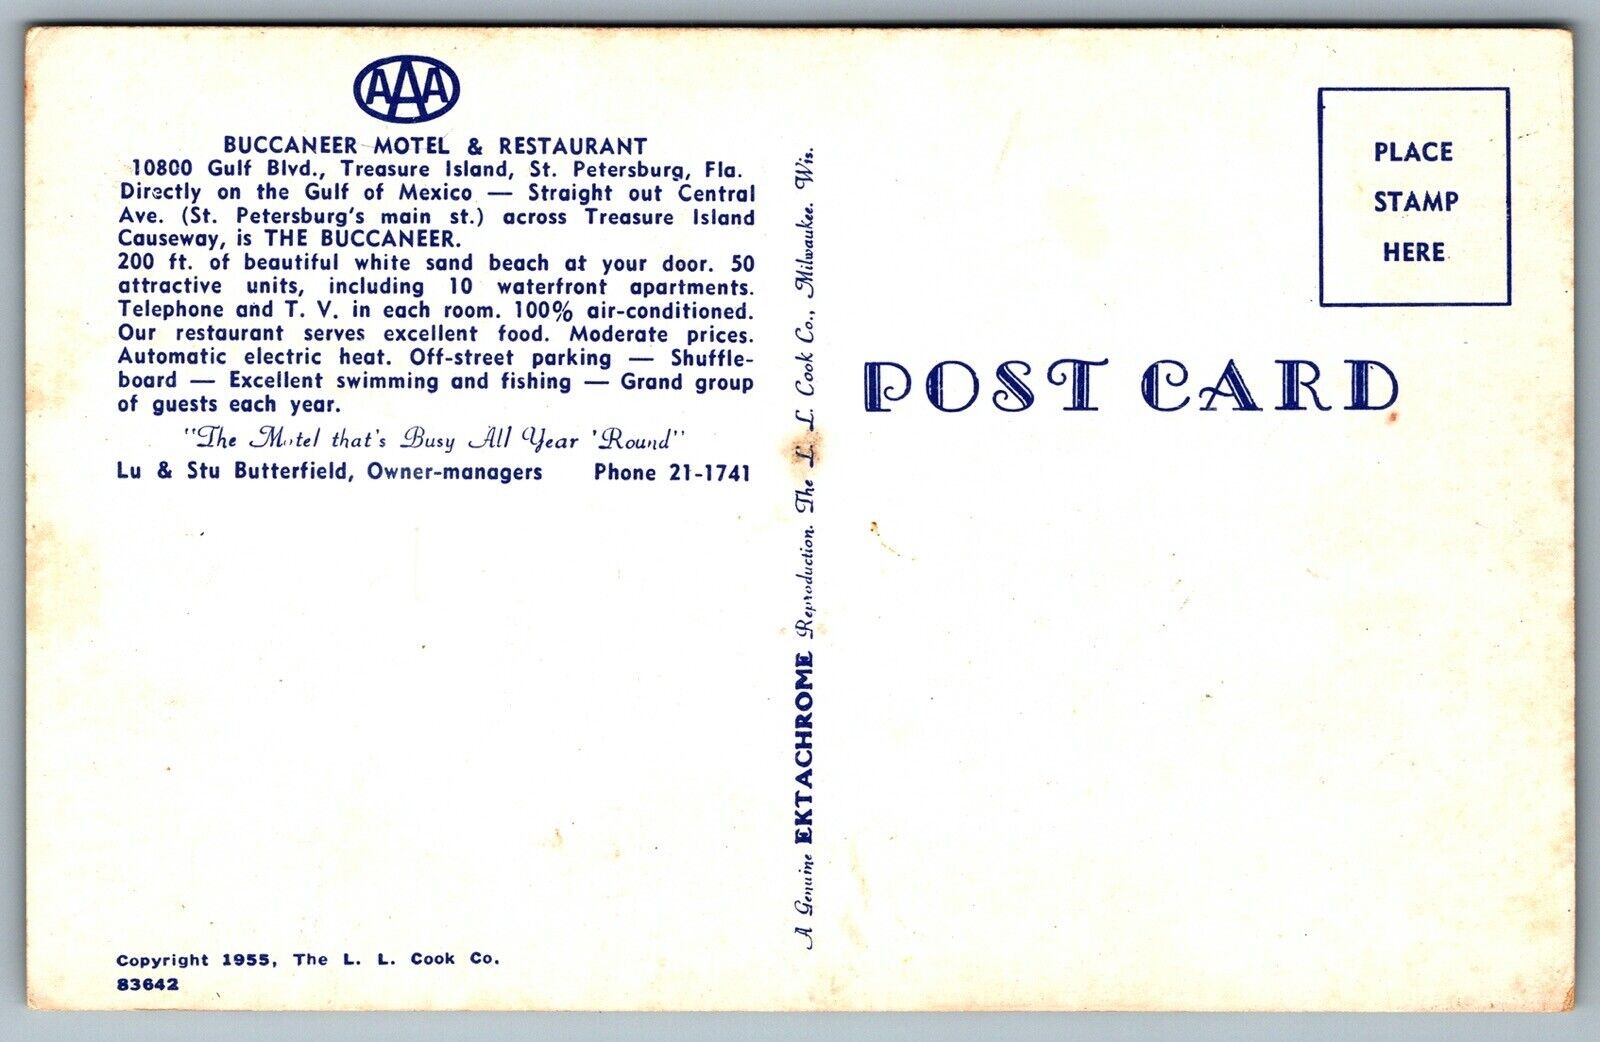 AAA
BUCCANEER MOTEL & RESTAURANT
10800 Gulf Blvd., Treasure Island, St. Petersburg, Fla.
Directly on the Gulf of Mexico — Straight out Central
Ave. (St. Petersburg's main st.) across Treasure Island
Causeway, is THE BUCCANEER.
200 ft. of beautiful white sand beach at your door. 50
attractive units, including 10 waterfront apartments.
Telephone and T. V. in each room. 100% air-conditioned.
Our restaurant serves excellent food. Moderate prices.
Automatic electric heat. Off-street parking — Shuffle-
board — Excellent swimming and fishing — Grand group
of guests each year.
"The Motel that's Busy All Year 'Round"
Lu & Stu Butterfield, Owner-managers Phone 21-1741
Copyright 1955, The L. L. Cook Co.
83642
A Genuine EKTACHROME Reproduction. The L. L. Cook Co., Milwaukee. Wis.
PLACE
STAMP
HERE
POST CARD